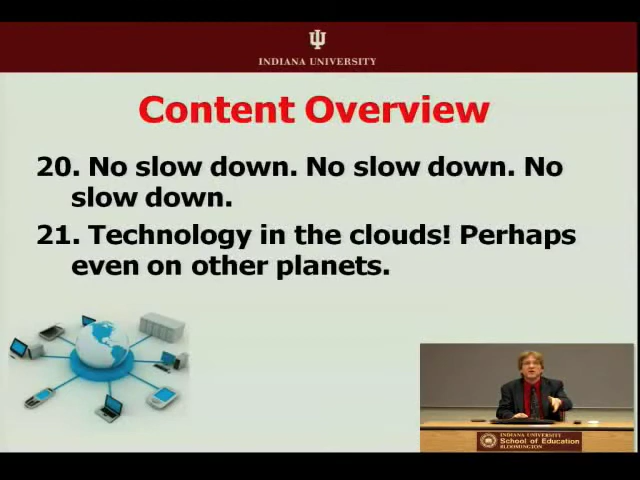 INDIANA UNIVERSITY
Content Overview
20. No slow down. No slow down. No
slow down.
21. Technology in the clouds! Perhaps
even on other planets.
INDIANA UNIVERSITY
School of Education
BLOOMINGTON